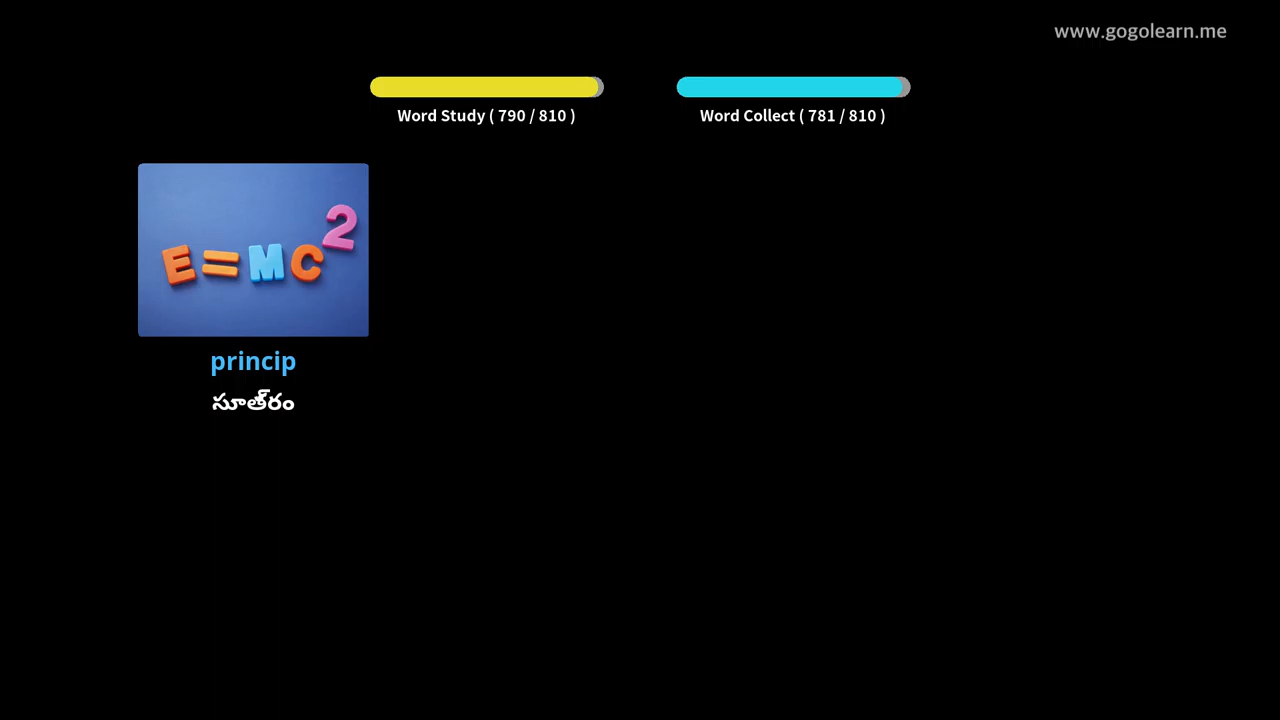 www.gogolearn.me
Word Study ( 790 / 810 )
Word Collect ( 781 / 810 )
E=MC²
princip
సూత్రం